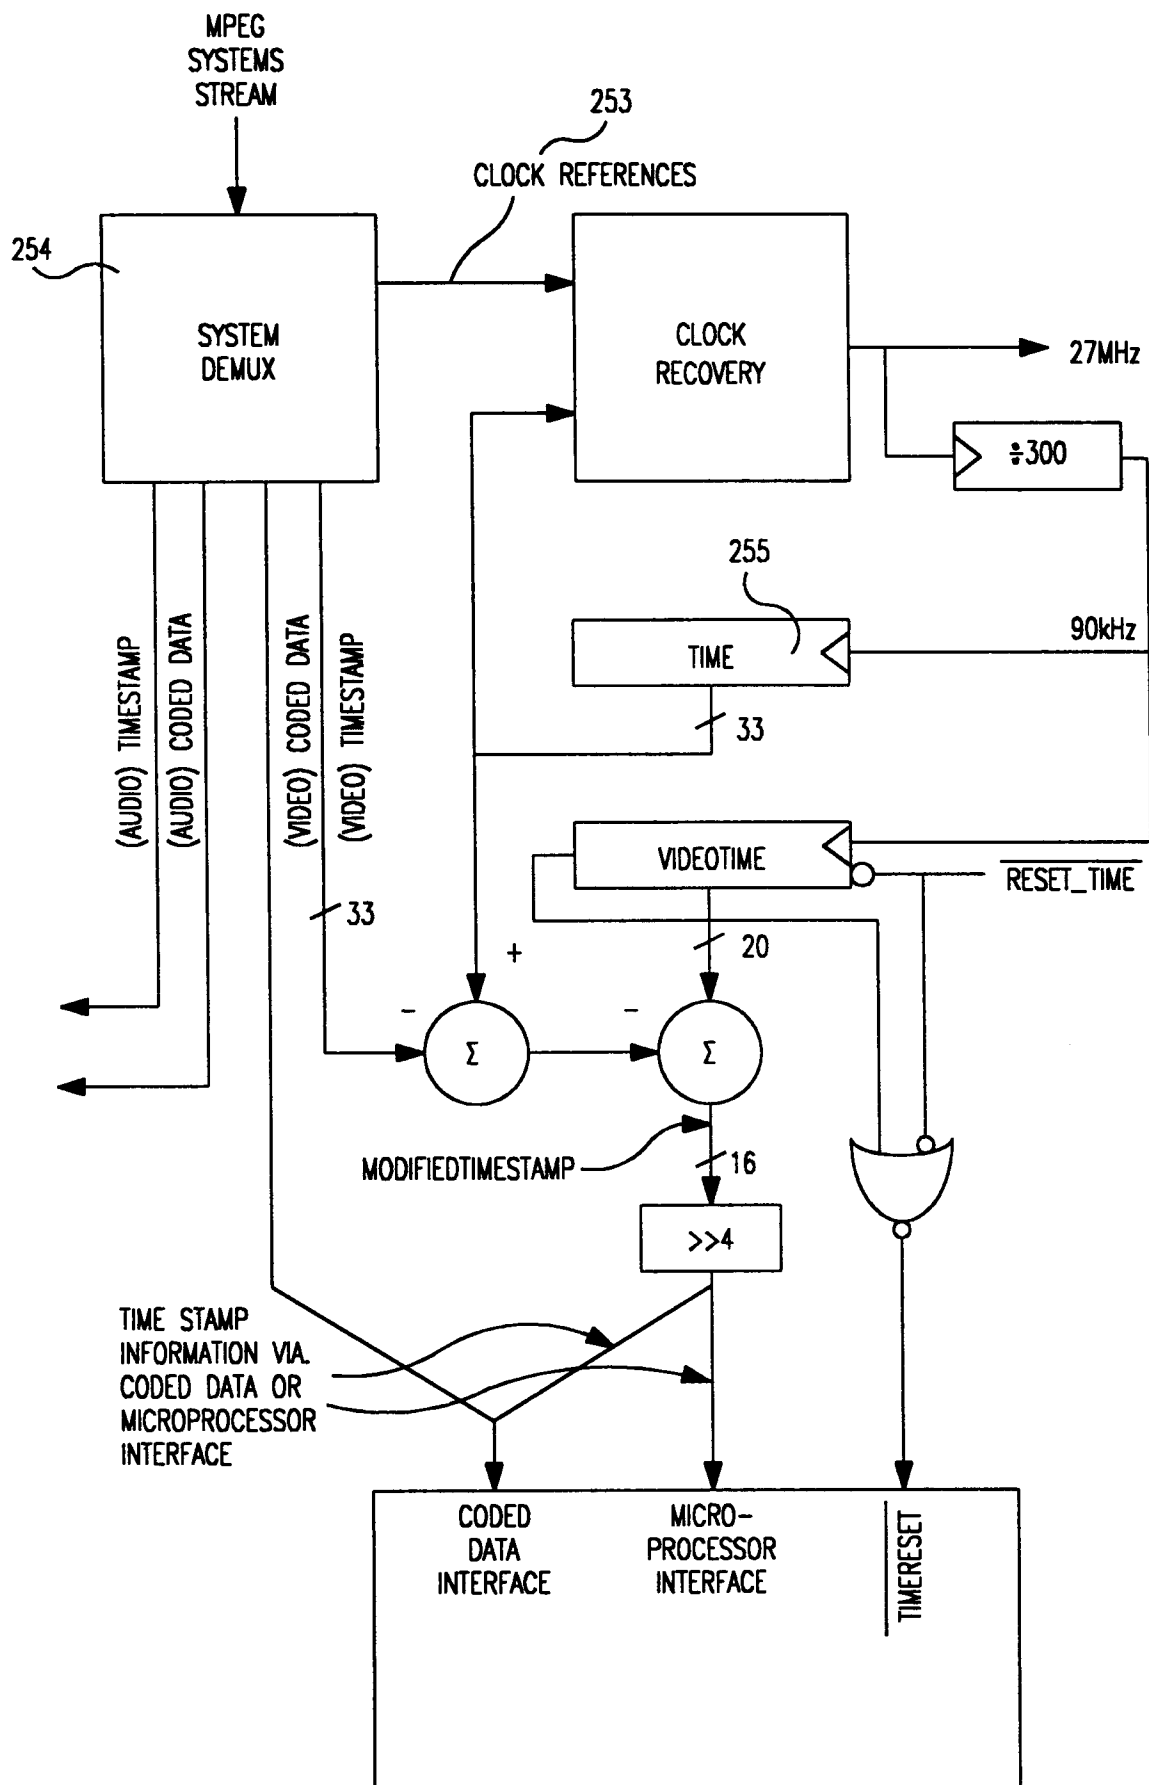 MPEG
SYSTEMS
STREAM
253
CLOCK REFERENCES
254
SYSTEM
DEMUX
CLOCK
RECOVERY
27MHz
÷300
255
TIME
90kHz
33
(AUDIO) TIMESTAMP
(AUDIO) CODED DATA
(VIDEO) CODED DATA
(VIDEO) TIMESTAMP
VIDEOTIME
RESET_TIME
33
20
+
-
-
Σ
Σ
MODIFIEDTIMESTAMP
16
>>4
TIME STAMP
INFORMATION VIA.
CODED DATA OR
MICROPROCESSOR
INTERFACE
CODED
DATA
INTERFACE
MICRO-
PROCESSOR
INTERFACE
TIMERESET